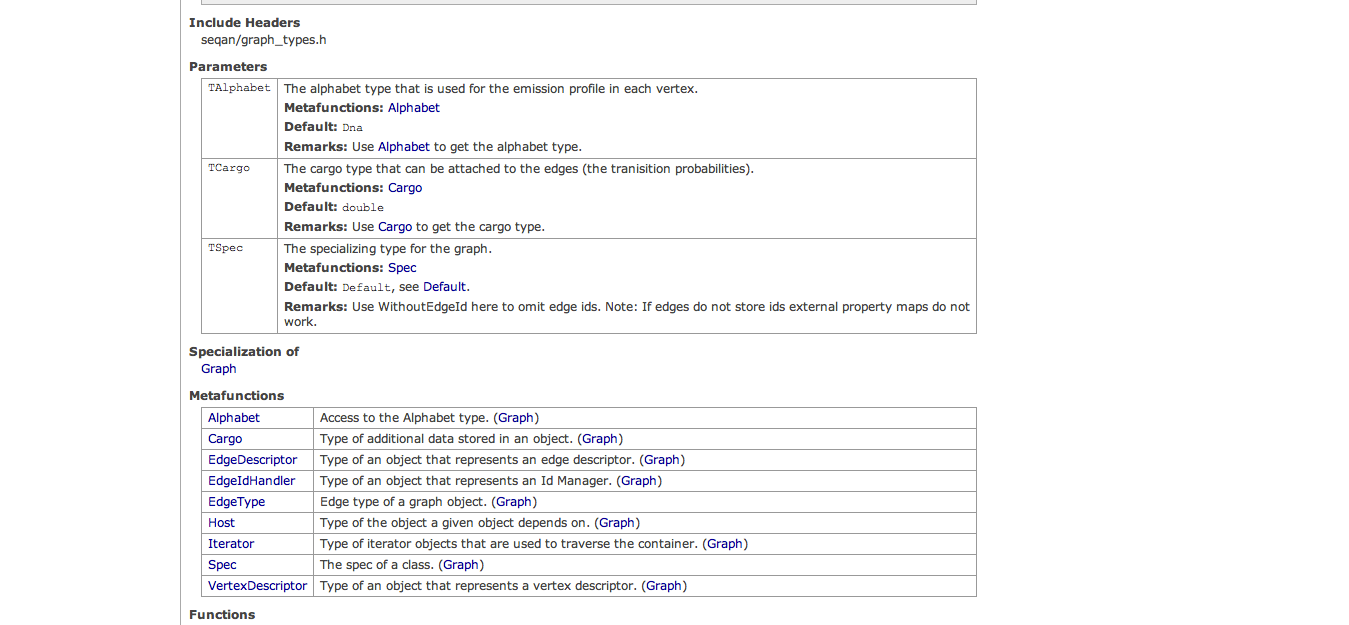 Include Headers
seqan/graph_types.h
Parameters
TAlphabet The alphabet type that is used for the emission profile in each vertex.
Metafunctions: Alphabet
Default: Dna
Remarks: Use Alphabet to get the alphabet type.
TCargo The cargo type that can be attached to the edges (the tranisition probabilities).
Metafunctions: Cargo
Default: double
Remarks: Use Cargo to get the cargo type.
TSpec The specializing type for the graph.
Metafunctions: Spec
Default: Default, see Default.
Remarks: Use WithoutEdgeId here to omit edge ids. Note: If edges do not store ids external property maps do not
work.
Specialization of
Graph
Metafunctions
Alphabet Access to the Alphabet type. (Graph)
Cargo Type of additional data stored in an object. (Graph)
EdgeDescriptor Type of an object that represents an edge descriptor. (Graph)
EdgeIdHandler Type of an object that represents an Id Manager. (Graph)
EdgeType Edge type of a graph object. (Graph)
Host Type of the object a given object depends on. (Graph)
Iterator Type of iterator objects that are used to traverse the container. (Graph)
Spec The spec of a class. (Graph)
VertexDescriptor Type of an object that represents a vertex descriptor. (Graph)
Functions